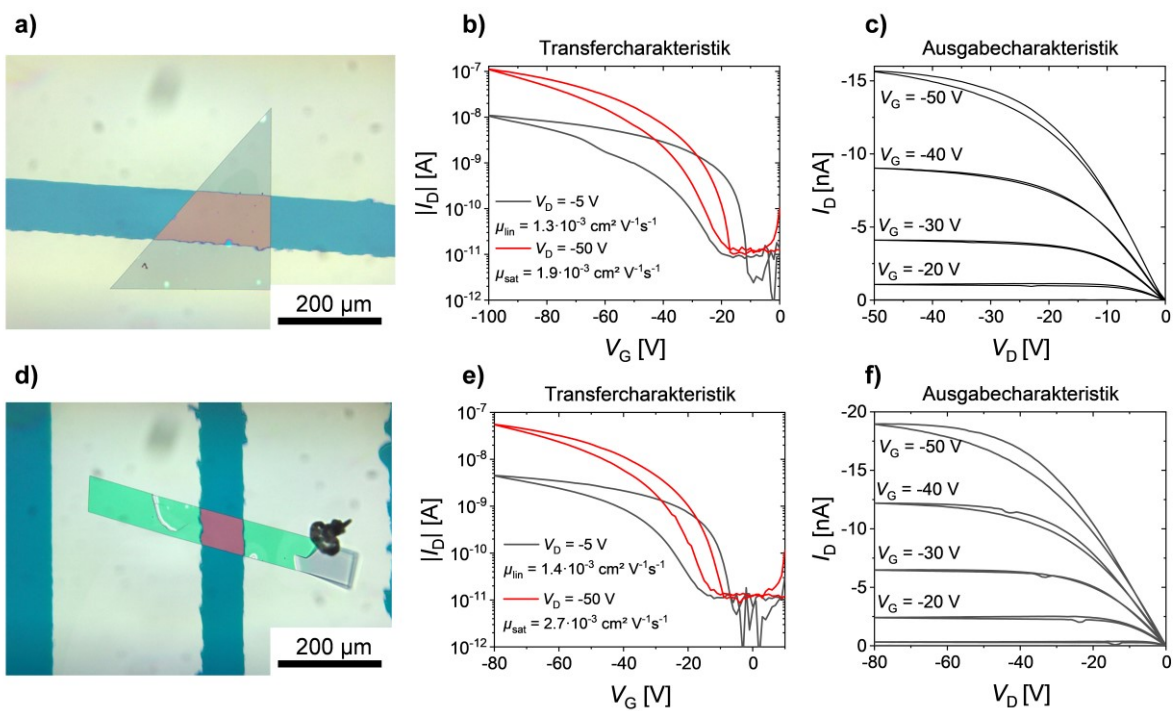 a)
200 µm
b)
Transfercharakteristik
10⁻⁷
10⁻⁸
10⁻⁹
10⁻¹⁰
10⁻¹¹
10⁻¹²
|I_D| [A]
V_D = -5 V
µ_lin = 1.3·10⁻³ cm² V⁻¹s⁻¹
V_D = -50 V
µ_sat = 1.9·10⁻³ cm² V⁻¹s⁻¹
-100 -80 -60 -40 -20 0
V_G [V]
c)
Ausgabecharakteristik
-15
-10
-5
0
I_D [nA]
V_G = -50 V
V_G = -40 V
V_G = -30 V
V_G = -20 V
-50 -40 -30 -20 -10 0
V_D [V]
d)
200 µm
e)
Transfercharakteristik
10⁻⁷
10⁻⁸
10⁻⁹
10⁻¹⁰
10⁻¹¹
10⁻¹²
|I_D| [A]
V_D = -5 V
µ_lin = 1.4·10⁻³ cm² V⁻¹s⁻¹
V_D = -50 V
µ_sat = 2.7·10⁻³ cm² V⁻¹s⁻¹
-80 -60 -40 -20 0
V_G [V]
f)
Ausgabecharakteristik
-20
-15
-10
-5
0
I_D [nA]
V_G = -50 V
V_G = -40 V
V_G = -30 V
V_G = -20 V
-80 -60 -40 -20 0
V_D [V]